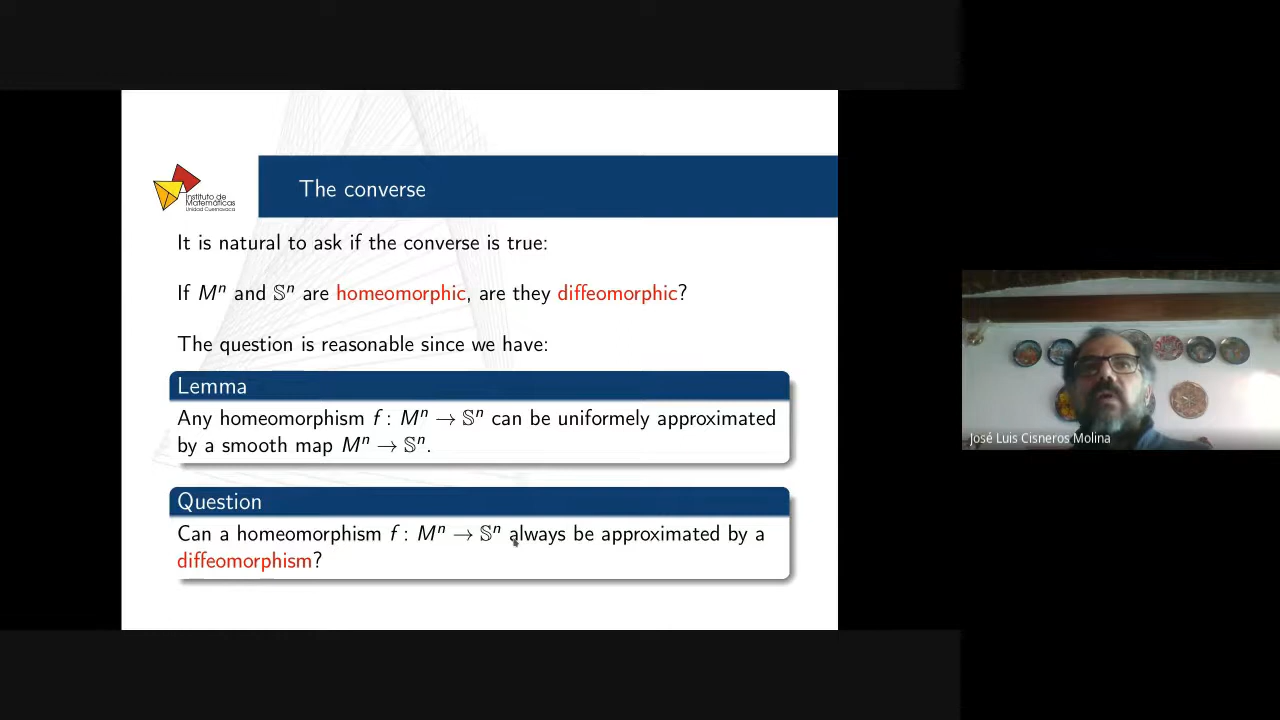 Instituto de
Matemáticas
Unidad Cuernavaca
The converse
It is natural to ask if the converse is true:
If Mⁿ and 𝕊ⁿ are homeomorphic, are they diffeomorphic?
The question is reasonable since we have:
Lemma
Any homeomorphism f : Mⁿ → 𝕊ⁿ can be uniformely approximated
by a smooth map Mⁿ → 𝕊ⁿ.
Question
Can a homeomorphism f : Mⁿ → 𝕊ⁿ always be approximated by a
diffeomorphism?
José Luis Cisneros Molina